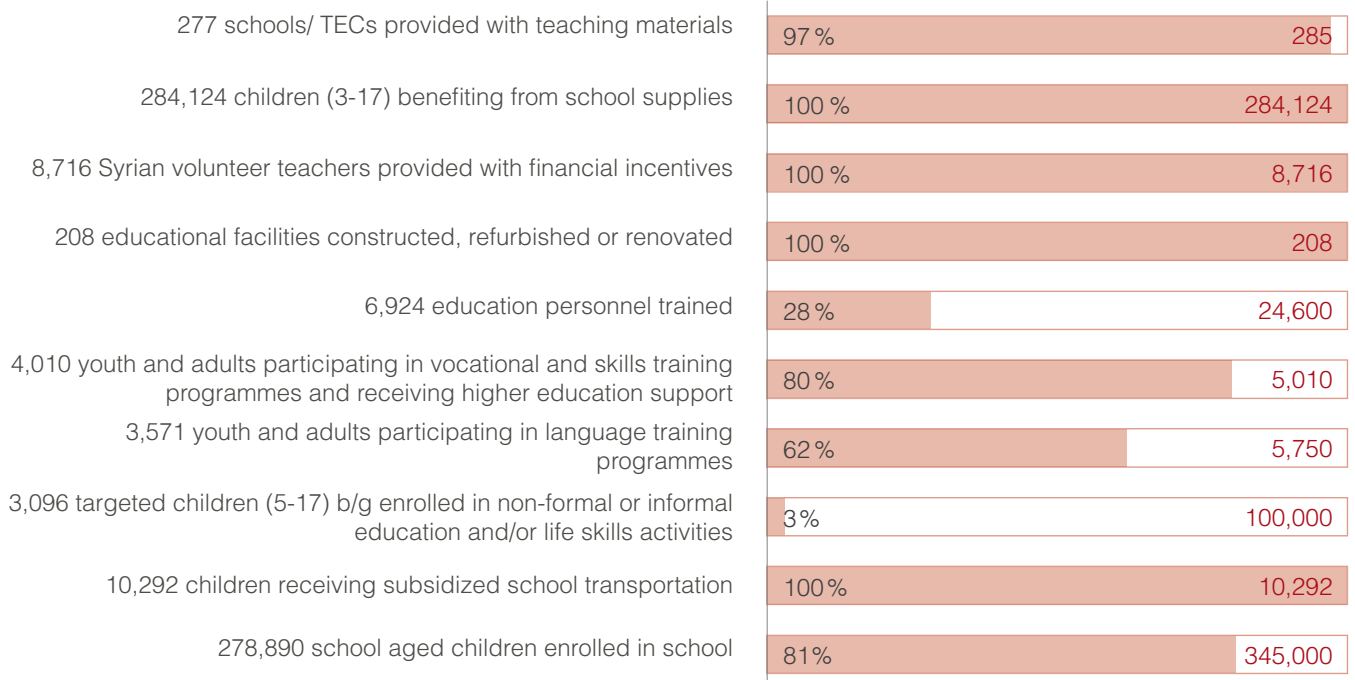 277 schools/ TECs provided with teaching materials
97 %
285
284,124 children (3-17) benefiting from school supplies
100 %
284,124
8,716 Syrian volunteer teachers provided with financial incentives
100 %
8,716
208 educational facilities constructed, refurbished or renovated
100 %
208
6,924 education personnel trained
28 %
24,600
4,010 youth and adults participating in vocational and skills training
programmes and receiving higher education support
80 %
5,010
3,571 youth and adults participating in language training
programmes
62 %
5,750
3,096 targeted children (5-17) b/g enrolled in non-formal or informal
education and/or life skills activities
3 %
100,000
10,292 children receiving subsidized school transportation
100 %
10,292
278,890 school aged children enrolled in school
81%
345,000